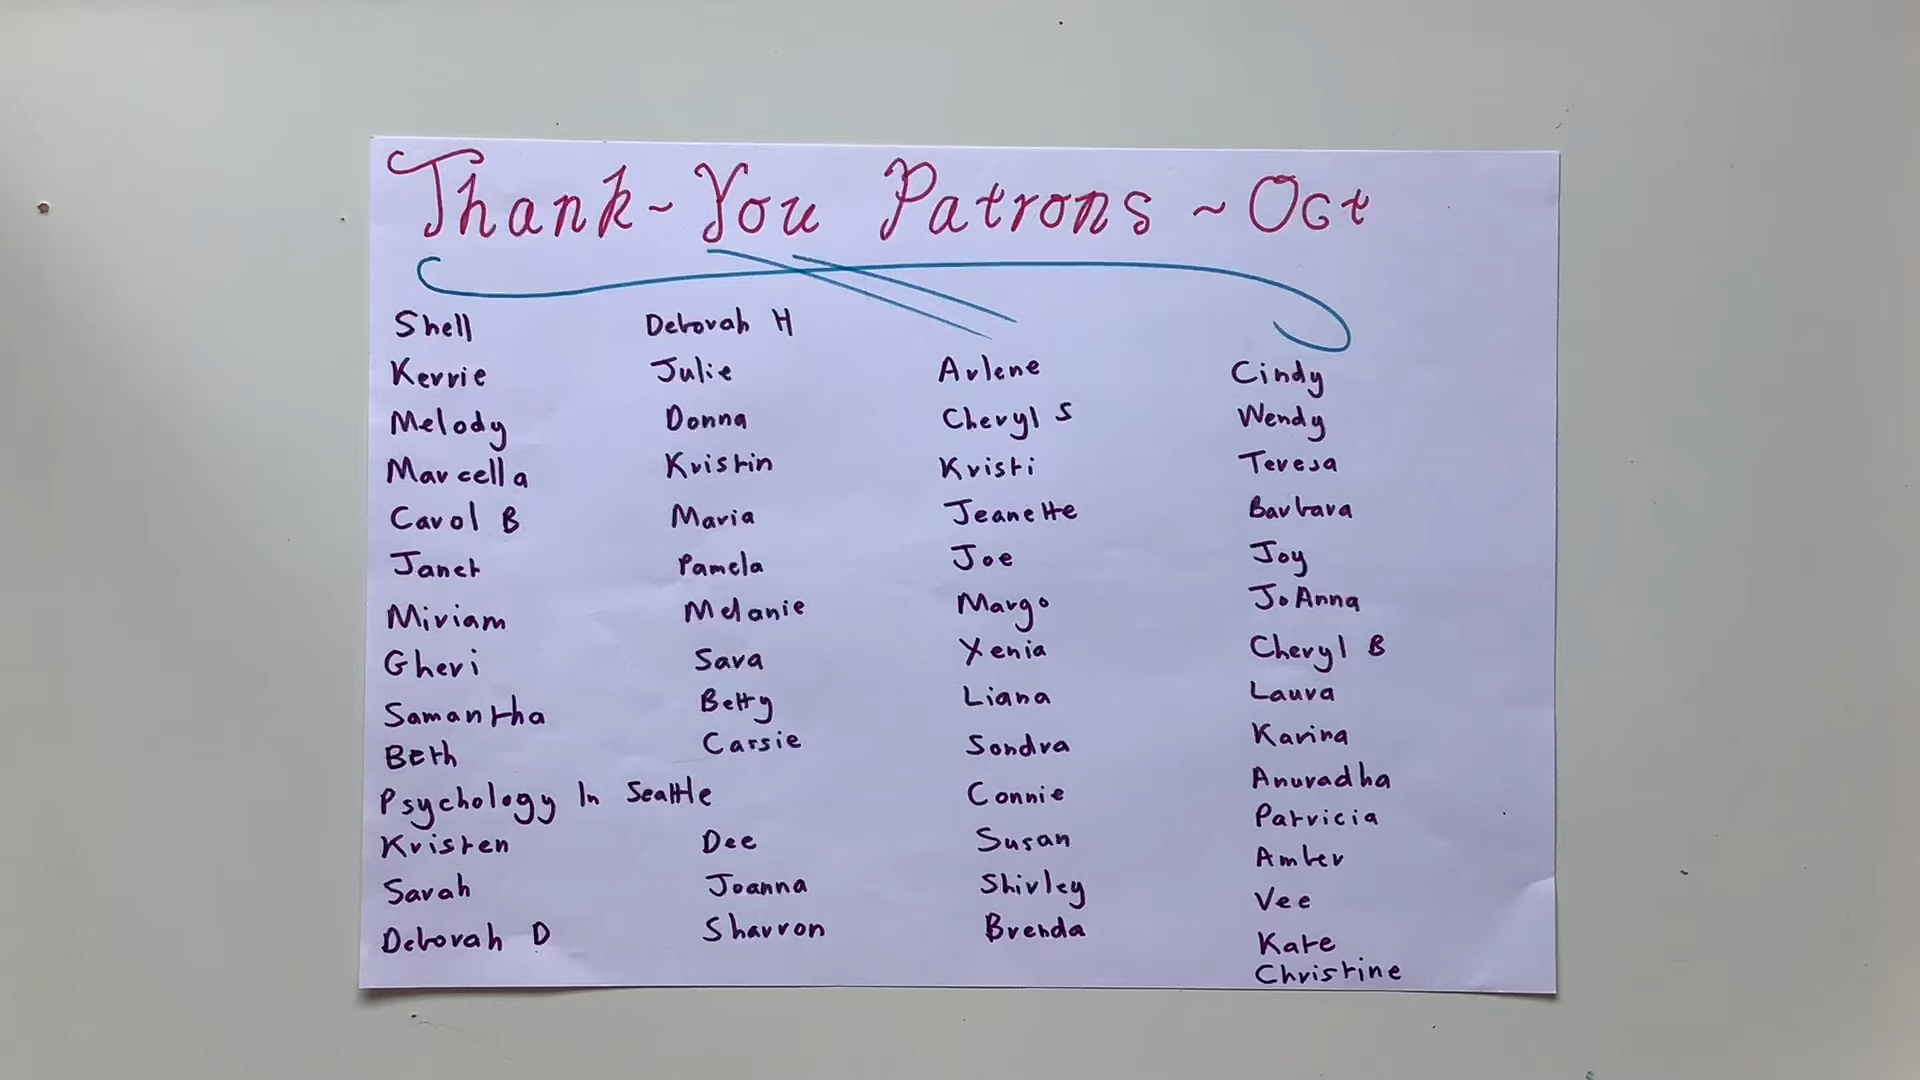 Thank-You Patrons ~ Oct
Shell
Kerrie
Melody
Marcella
Carol B
Janet
Miriam
Gheri
Samantha
Beth
Psychology In Seattle
Kristen
Sarah
Deborah D
Deborah H
Julie
Donna
Kristin
Maria
Pamela
Melanie
Sara
Betty
Cassie
Dee
Joanna
Sharron
Arlene
Cheryl S
Kristi
Jeanette
Joe
Margo
Xenia
Liana
Sondra
Connie
Susan
Shirley
Brenda
Cindy
Wendy
Teresa
Barbara
Joy
JoAnna
Cheryl B
Laura
Karina
Anuradha
Patricia
Amber
Vee
Kate
Christine